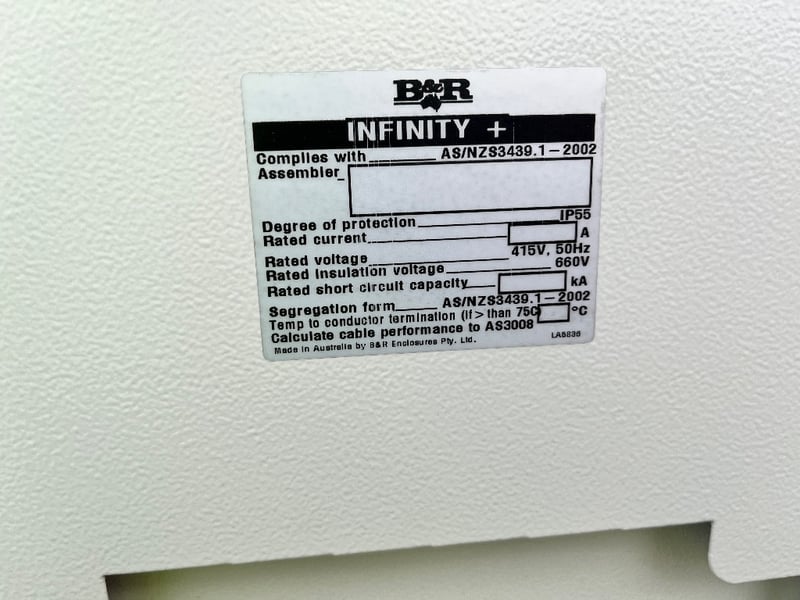 B&R
INFINITY +
Complies with AS/NZS3439.1-2002
Assembler
Degree of protection IP55
Rated current A
Rated voltage 415V, 50Hz
Rated insulation voltage 660V
Rated short circuit capacity kA
Segregation form AS/NZS3439.1-2002
Temp to conductor termination (If > than 75C) °C
Calculate cable performance to AS3008
Made in Australia by B&R Enclosures Pty. Ltd.